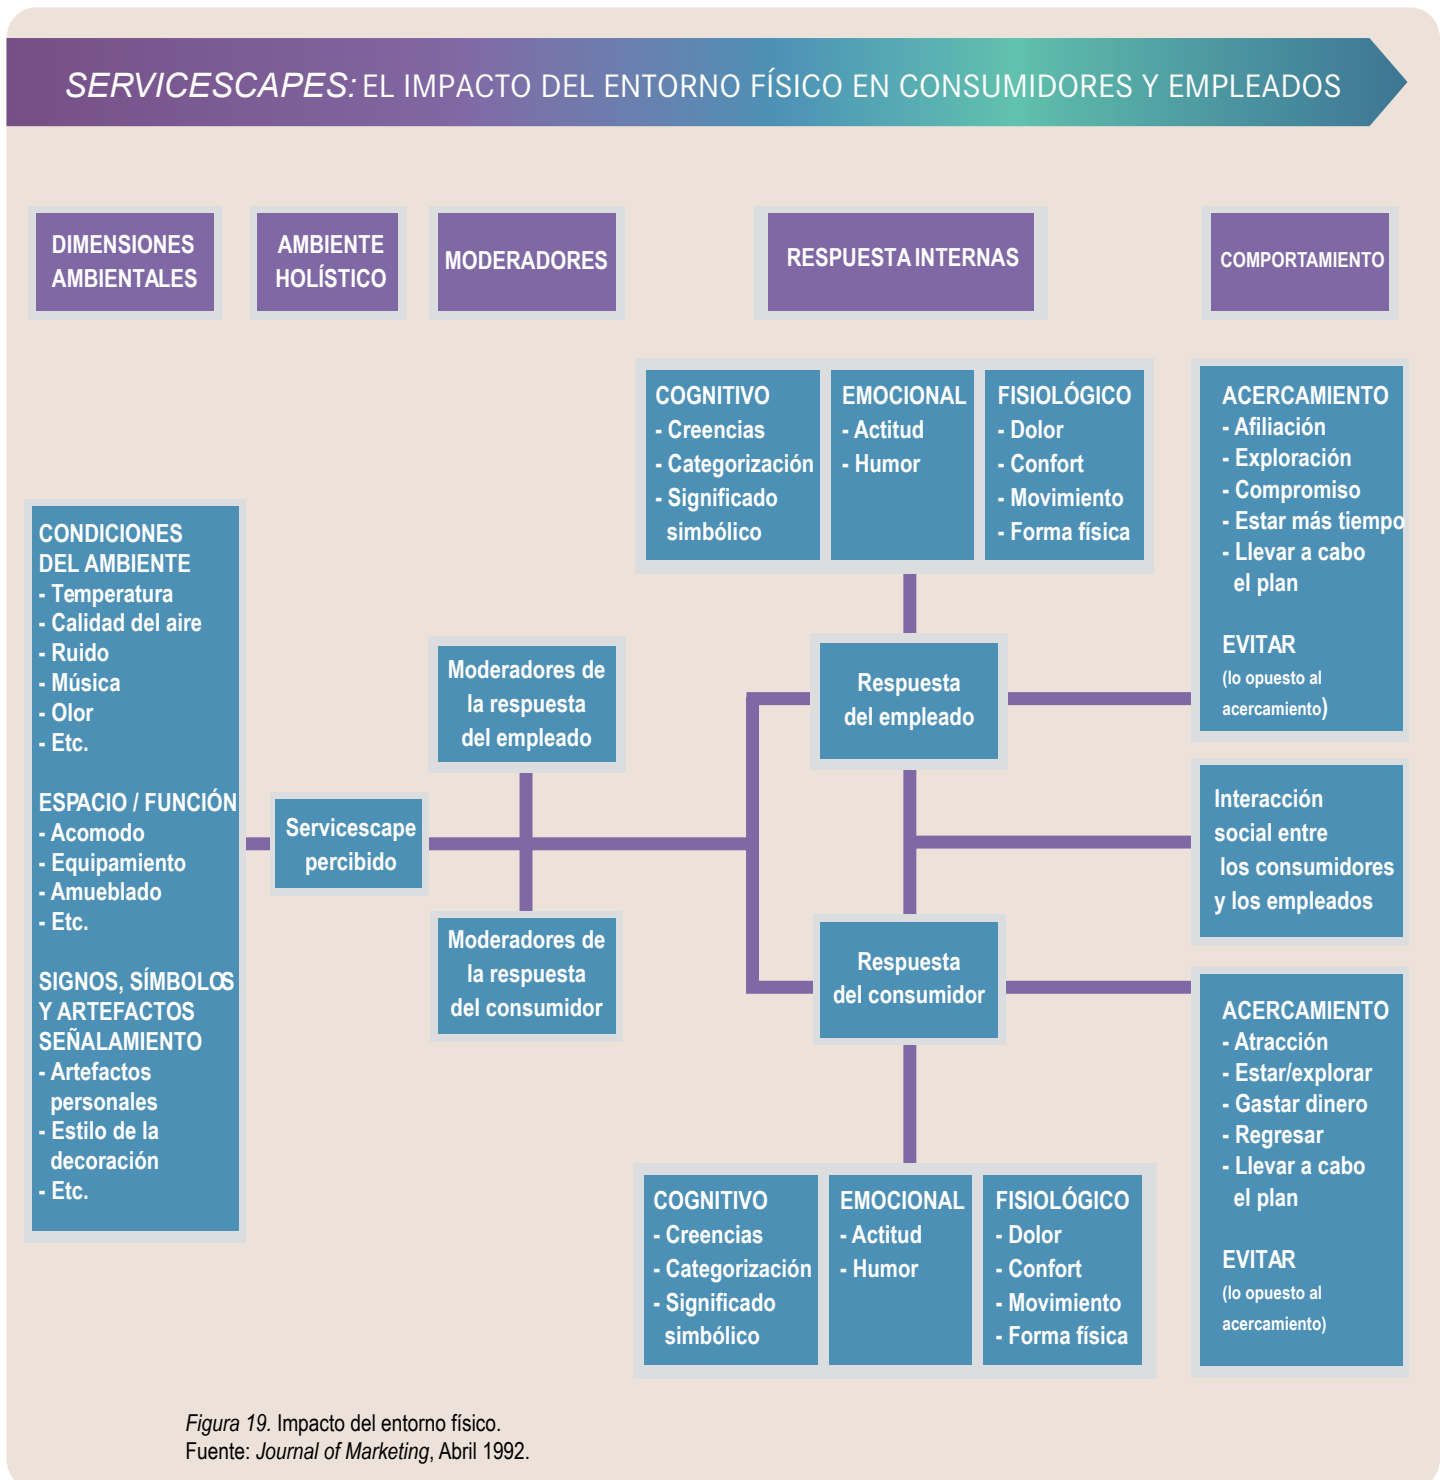 SERVICESCAPES: EL IMPACTO DEL ENTORNO FÍSICO EN CONSUMIDORES Y EMPLEADOS
DIMENSIONES
AMBIENTALES
AMBIENTE
HOLÍSTICO
MODERADORES
RESPUESTA INTERNAS
COMPORTAMIENTO
CONDICIONES
DEL AMBIENTE
- Temperatura
- Calidad del aire
- Ruido
- Música
- Olor
- Etc.
ESPACIO / FUNCIÓN
- Acomodo
- Equipamiento
- Amueblado
- Etc.
SIGNOS, SÍMBOLOS
Y ARTEFACTOS
SEÑALAMIENTO
- Artefactos
personales
- Estilo de la
decoración
- Etc.
Servicescape
percibido
Moderadores de
la respuesta
del empleado
Moderadores de
la respuesta
del consumidor
COGNITIVO
- Creencias
- Categorización
- Significado
simbólico
EMOCIONAL
- Actitud
- Humor
FISIOLÓGICO
- Dolor
- Confort
- Movimiento
- Forma física
Respuesta
del empleado
Respuesta
del consumidor
COGNITIVO
- Creencias
- Categorización
- Significado
simbólico
EMOCIONAL
- Actitud
- Humor
FISIOLÓGICO
- Dolor
- Confort
- Movimiento
- Forma física
ACERCAMIENTO
- Afiliación
- Exploración
- Compromiso
- Estar más tiempo
- Llevar a cabo
el plan
EVITAR
(lo opuesto al
acercamiento)
Interacción
social entre
los consumidores
y los empleados
ACERCAMIENTO
- Atracción
- Estar/explorar
- Gastar dinero
- Regresar
- Llevar a cabo
el plan
EVITAR
(lo opuesto al
acercamiento)
Figura 19. Impacto del entorno físico.
Fuente: Journal of Marketing, Abril 1992.